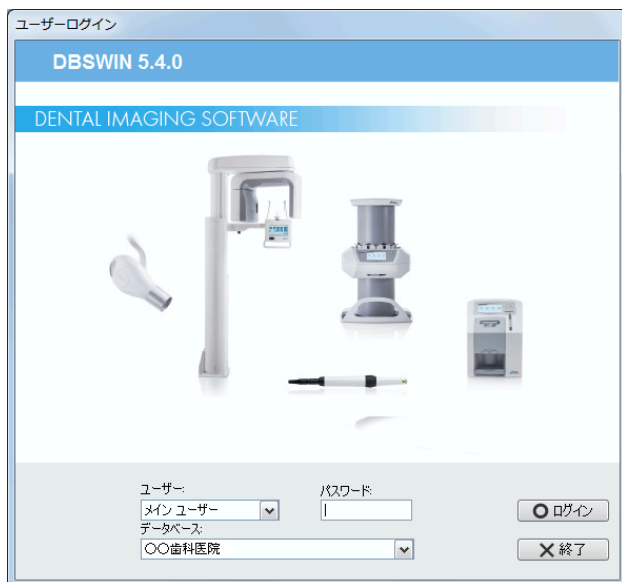 ユーザーログイン
DBSWIN 5.4.0
DENTAL IMAGING SOFTWARE
ユーザー:
パスワード:
メイン ユーザー
ログイン
データベース:
〇〇歯科医院
終了